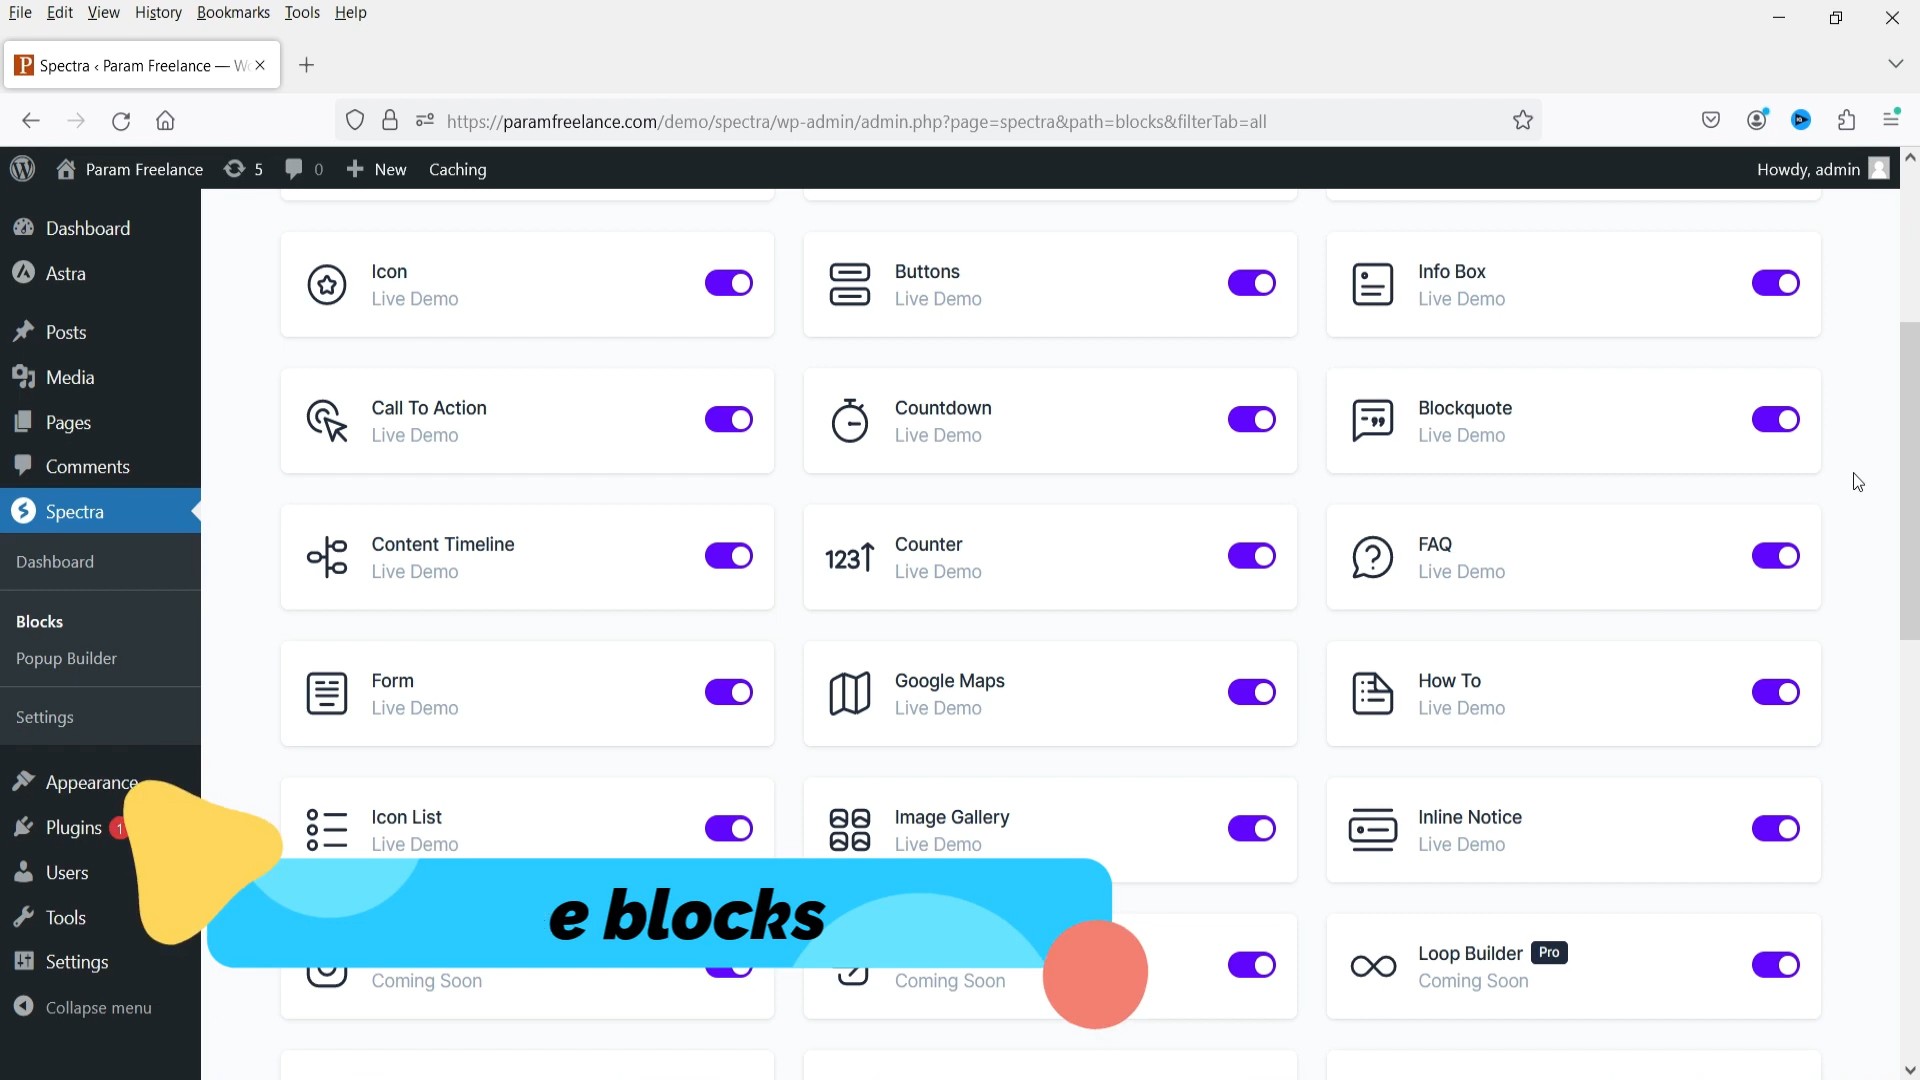 File Edit View History Bookmarks Tools Help
Spectra ‹ Param Freelance — Wo
https://paramfreelance.com/demo/spectra/wp-admin/admin.php?page=spectra&path=blocks&filterTab=all
Param Freelance 5 0 New Caching Howdy, admin
Dashboard
Astra
Posts
Media
Pages
Comments
Spectra
Dashboard
Blocks
Popup Builder
Settings
Appearance
Plugins 1
Users
Tools
Settings
Collapse menu
Icon
Live Demo
Buttons
Live Demo
Info Box
Live Demo
Call To Action
Live Demo
Countdown
Live Demo
Blockquote
Live Demo
Content Timeline
Live Demo
123 Counter
Live Demo
FAQ
Live Demo
Form
Live Demo
Google Maps
Live Demo
How To
Live Demo
Icon List
Live Demo
Image Gallery
Live Demo
Inline Notice
Live Demo
Coming Soon
Coming Soon
Loop Builder Pro
Coming Soon
e blocks